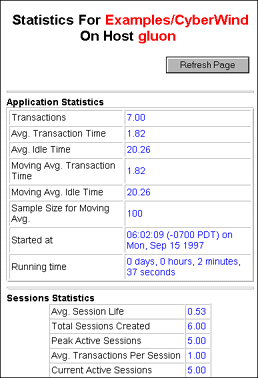 Statistics For Examples/CyberWind
On Host gluon
Refresh Page
Application Statistics
Transactions 7.00
Avg. Transaction Time 1.82
Avg. Idle Time 20.26
Moving Avg. Transaction
Time 1.82
Moving Avg. Idle Time 20.26
Sample Size for Moving
Avg. 100
Started at 06:02:09 (-0700 PDT) on
Mon, Sep 15 1997
Running time 0 days, 0 hours, 2 minutes,
37 seconds
Sessions Statistics
Avg. Session Life 0.53
Total Sessions Created 6.00
Peak Active Sessions 5.00
Avg. Transactions Per Session 1.00
Current Active Sessions 5.00